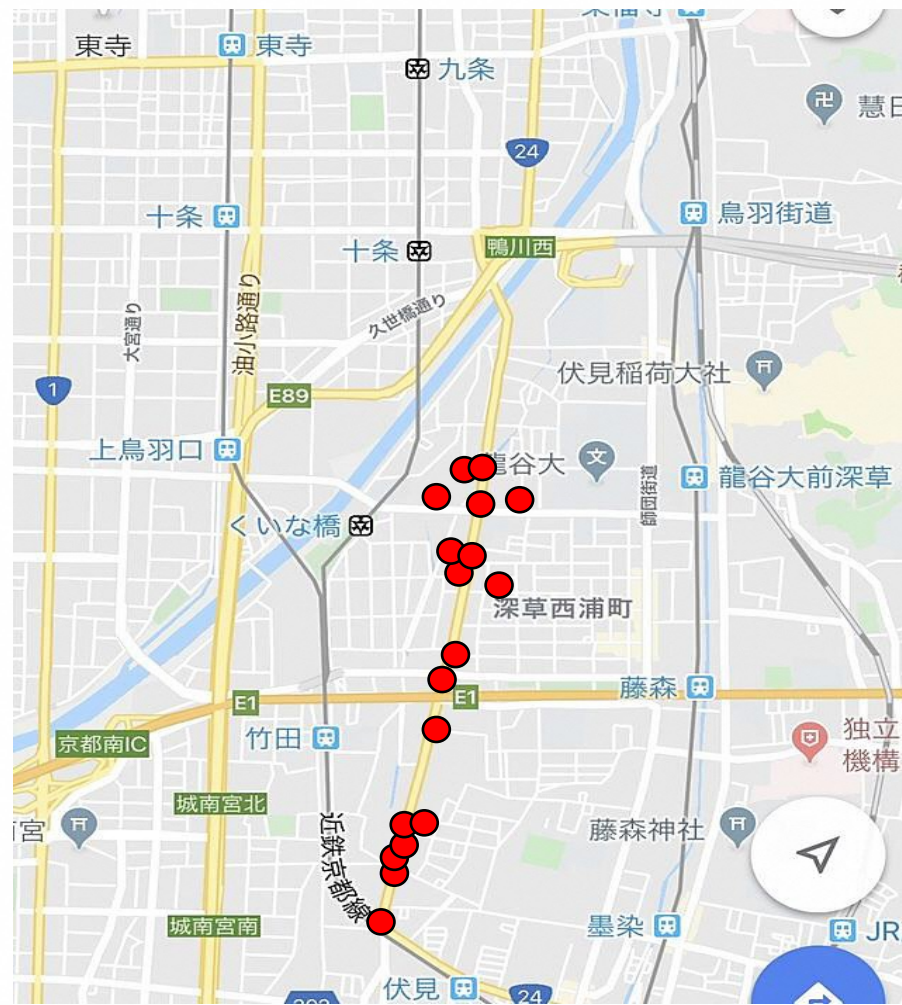 東寺
東寺
九条
24
慧日
十条
鳥羽街道
十条
鴨川西
久世橋通り
大宮通り
油小路通り
伏見稲荷大社
1
E89
上鳥羽口
龍谷大
龍谷大前深草
師団街道
くいな橋
深草西浦町
藤森
E1
E1
竹田
京都南IC
独立
機構
城南宮北
宮
藤森神社
近鉄京都線
城南宮南
墨染
JR
伏見
24